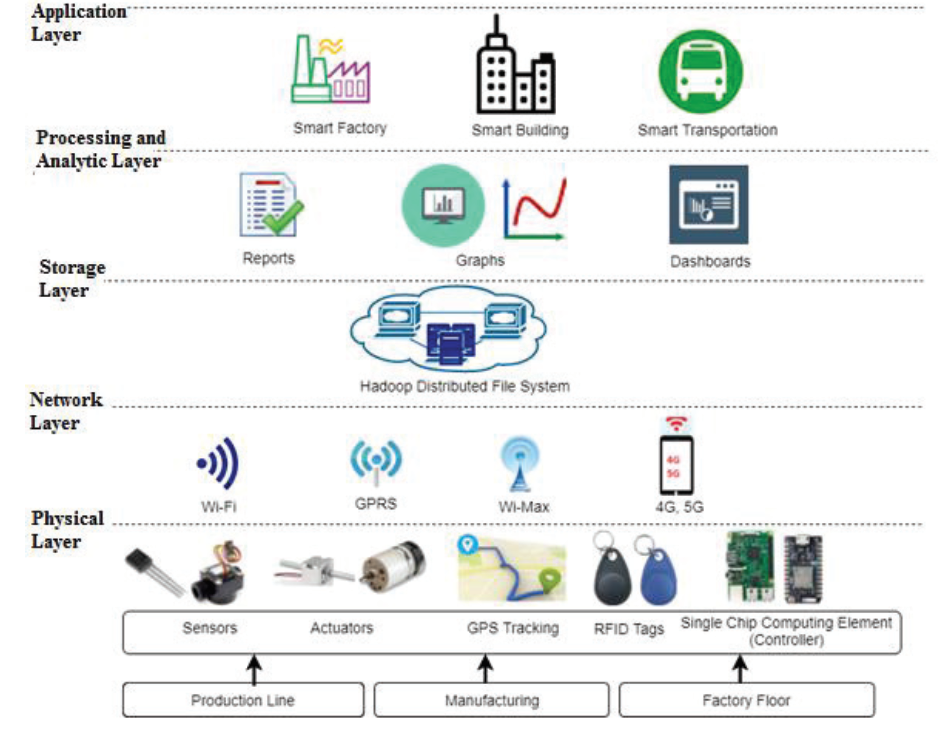 Application
Layer
Smart Factory
Smart Building
Smart Transportation
Processing and
Analytic Layer
Reports
Graphs
Dashboards
Storage
Layer
Hadoop Distributed File System
Network
Layer
4G
5G
Wi-Fi
GPRS
Wi-Max
4G, 5G
Physical
Layer
Sensors
Actuators
GPS Tracking
RFID Tags
Single Chip Computing Element
(Controller)
Production Line
Manufacturing
Factory Floor